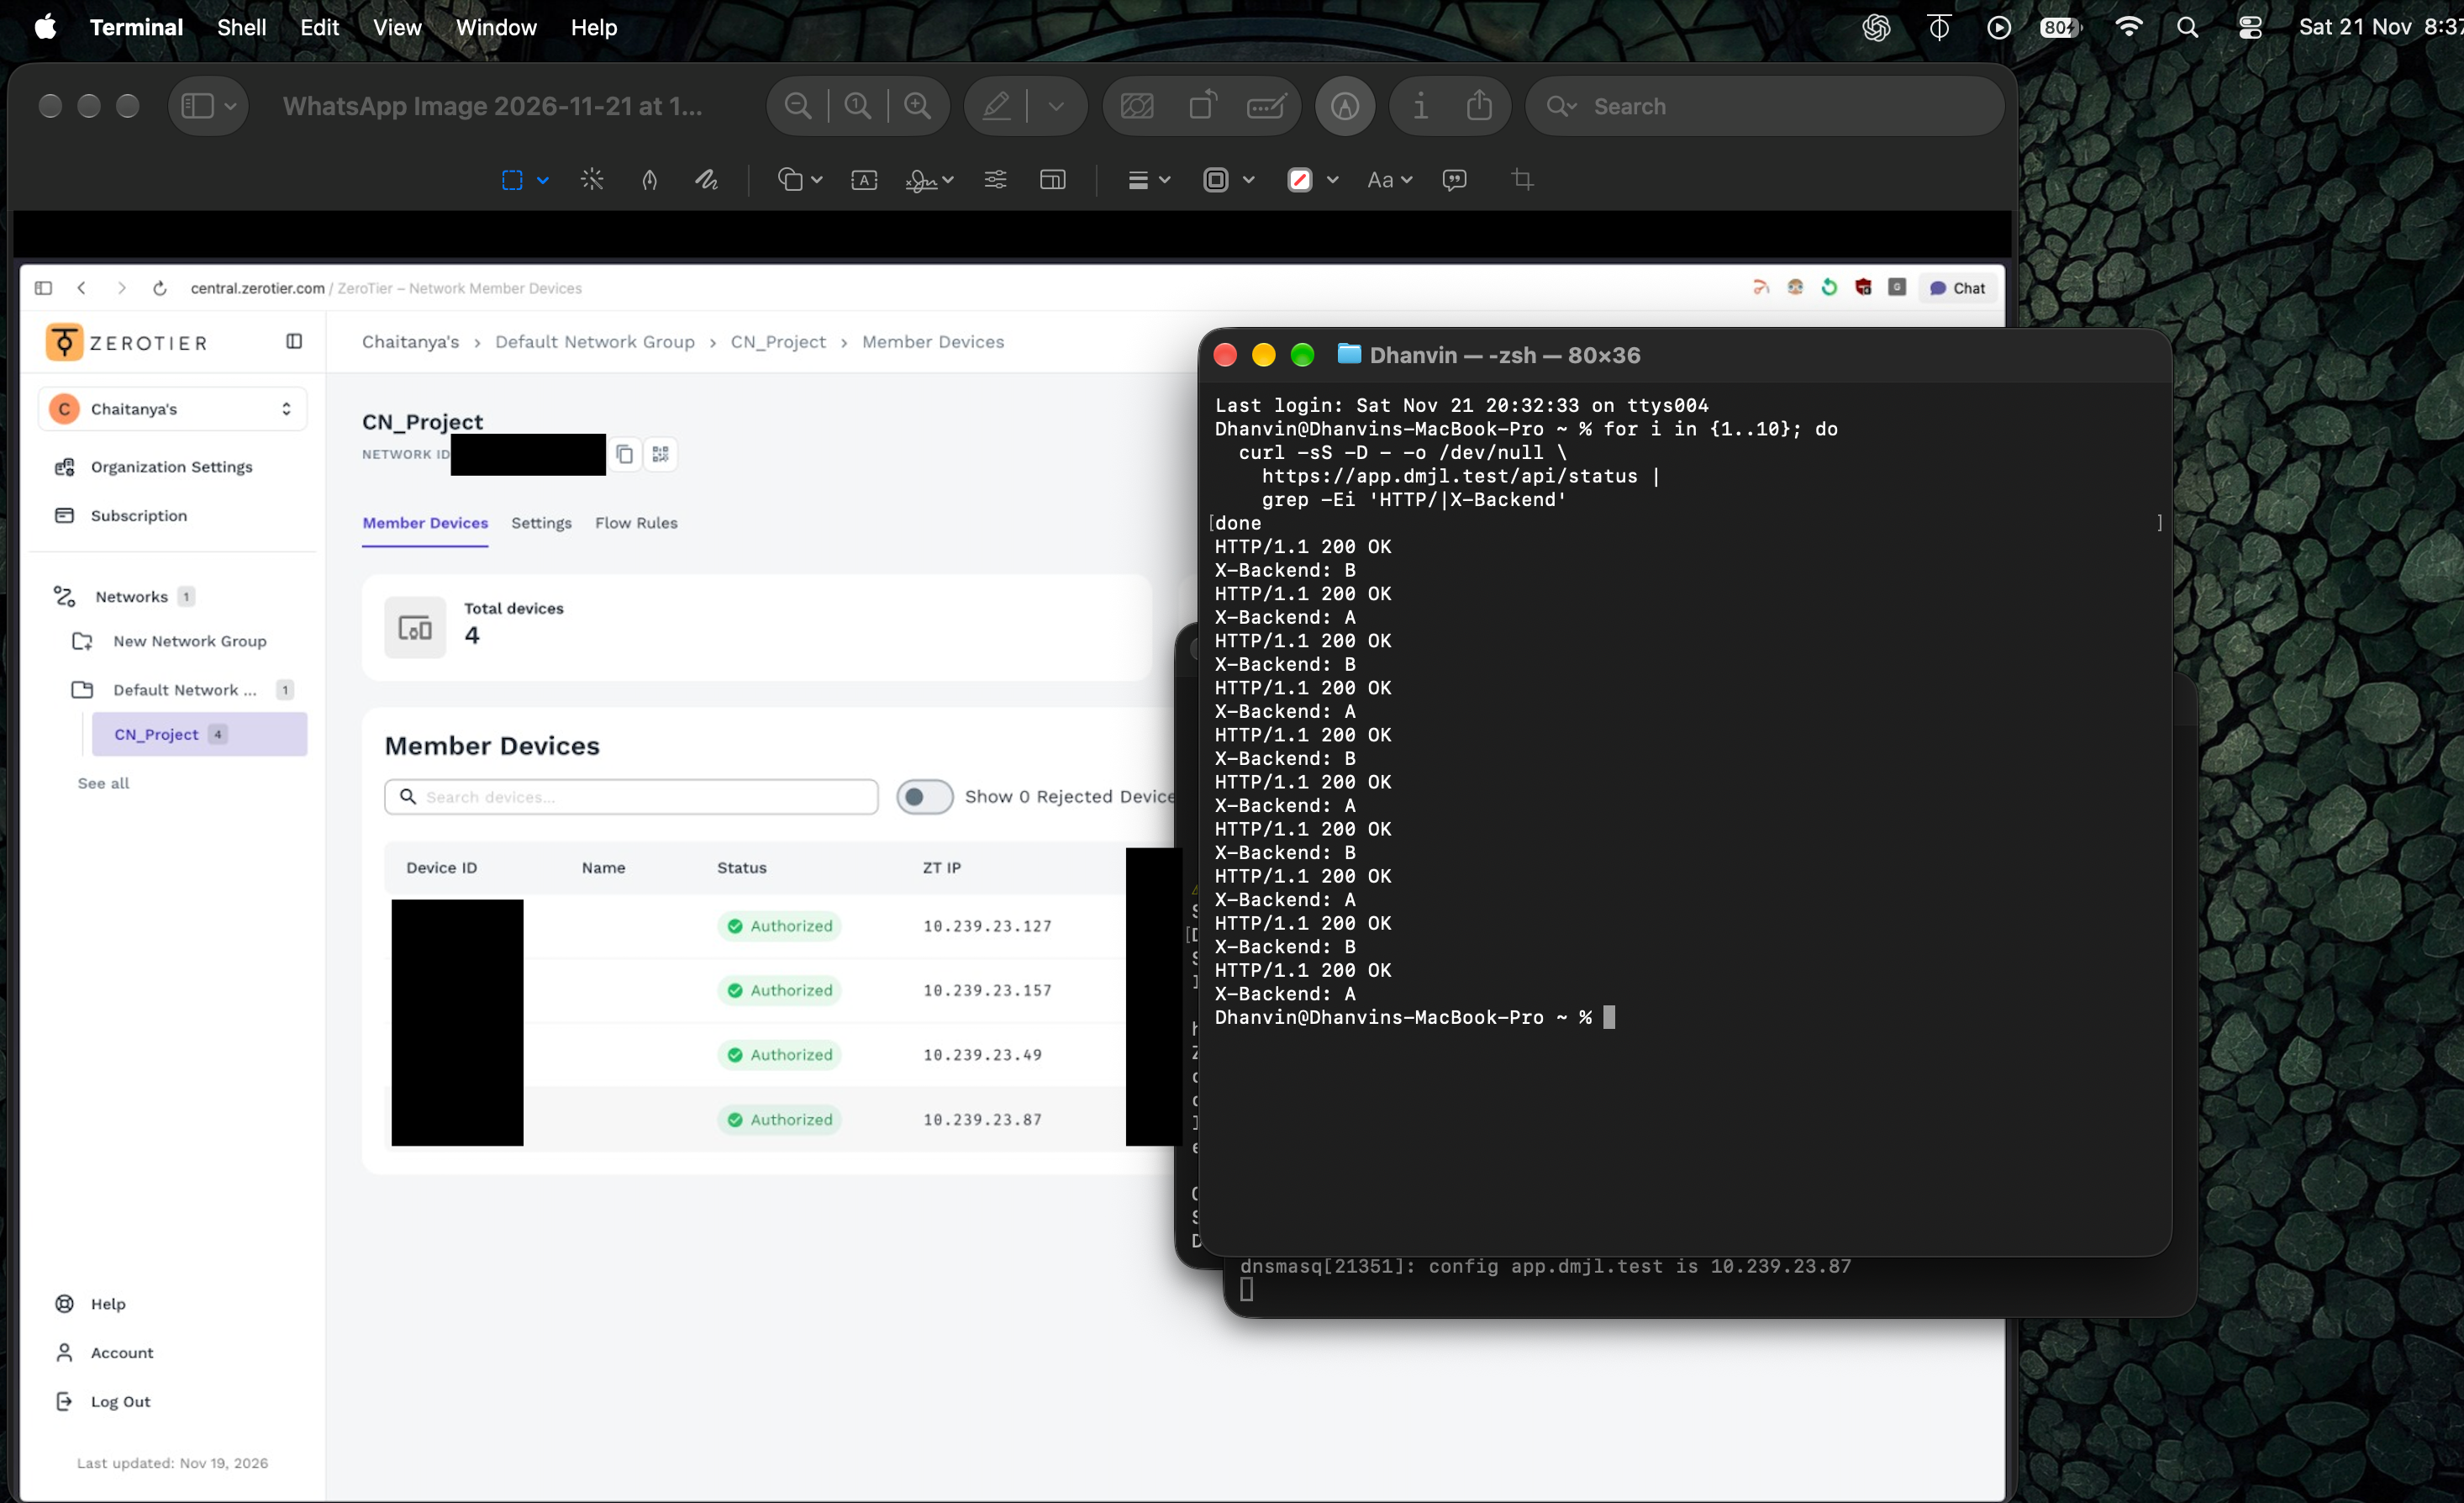 Terminal Shell Edit View Window Help 80 Sat 21 Nov
WhatsApp Image 2026-11-21 at 1... Search
Aa
central.zerotier.com / ZeroTier – Network Member Devices Chat
ZEROTIER
Chaitanya's › Default Network Group › CN_Project › Member Devices
C Chaitanya's
Organization Settings
Subscription
Networks 1
New Network Group
Default Network ... 1
CN_Project 4
See all
Help
Account
Log Out
Last updated: Nov 19, 2026
CN_Project
NETWORK ID
Member Devices Settings Flow Rules
Total devices
4
Member Devices
Search devices... Show 0 Rejected Device
Device ID Name Status ZT IP
Authorized 10.239.23.127
Authorized 10.239.23.157
Authorized 10.239.23.49
Authorized 10.239.23.87
Dhanvin — -zsh — 80×36
Last login: Sat Nov 21 20:32:33 on ttys004
Dhanvin@Dhanvins-MacBook-Pro ~ % for i in {1..10}; do
curl -sS -D - -o /dev/null \
https://app.dmjl.test/api/status |
grep -Ei 'HTTP/|X-Backend'
[done ]
HTTP/1.1 200 OK
X-Backend: B
HTTP/1.1 200 OK
X-Backend: A
HTTP/1.1 200 OK
X-Backend: B
HTTP/1.1 200 OK
X-Backend: A
HTTP/1.1 200 OK
X-Backend: B
HTTP/1.1 200 OK
X-Backend: A
HTTP/1.1 200 OK
X-Backend: B
HTTP/1.1 200 OK
X-Backend: A
HTTP/1.1 200 OK
X-Backend: B
HTTP/1.1 200 OK
X-Backend: A
Dhanvin@Dhanvins-MacBook-Pro ~ %
dnsmasq[21351]: config app.dmjl.test is 10.239.23.87